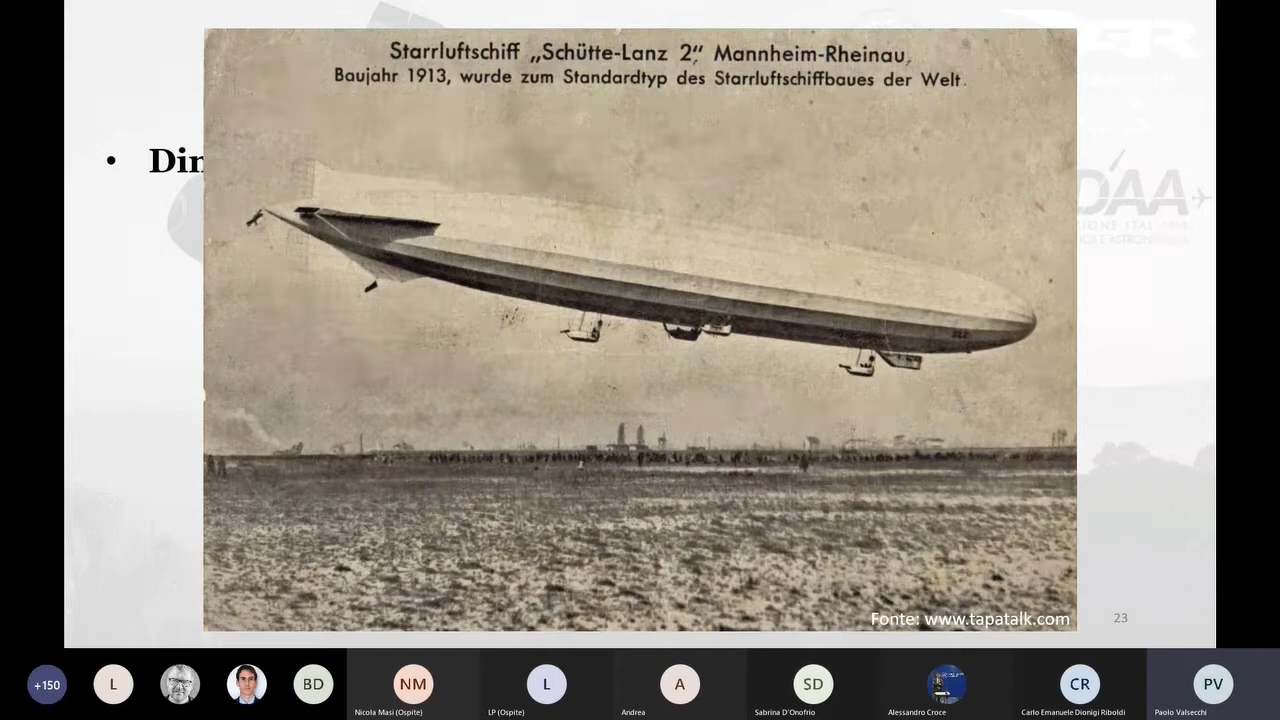 Starrluftschiff „Schütte-Lanz 2“ Mannheim-Rheinau,
Baujahr 1913, wurde zum Standardtyp des Starrluftschiffbaues der Welt.
• Dir
DAA
Fonte: www.tapatalk.com
23
+150
L
BD
NM
L
A
SD
CR
PV
Nicola Masi (Ospite)
LP (Ospite)
Andrea
Sabrina D'Onofrio
Alessandro Croce
Carlo Emanuele Dionigi Riboldi
Paolo Valsecchi